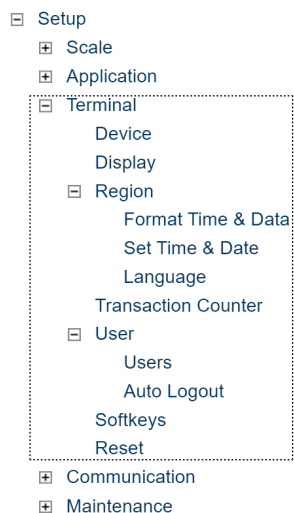 Setup
Scale
Application
Terminal
Device
Display
Region
Format Time & Data
Set Time & Date
Language
Transaction Counter
User
Users
Auto Logout
Softkeys
Reset
Communication
Maintenance